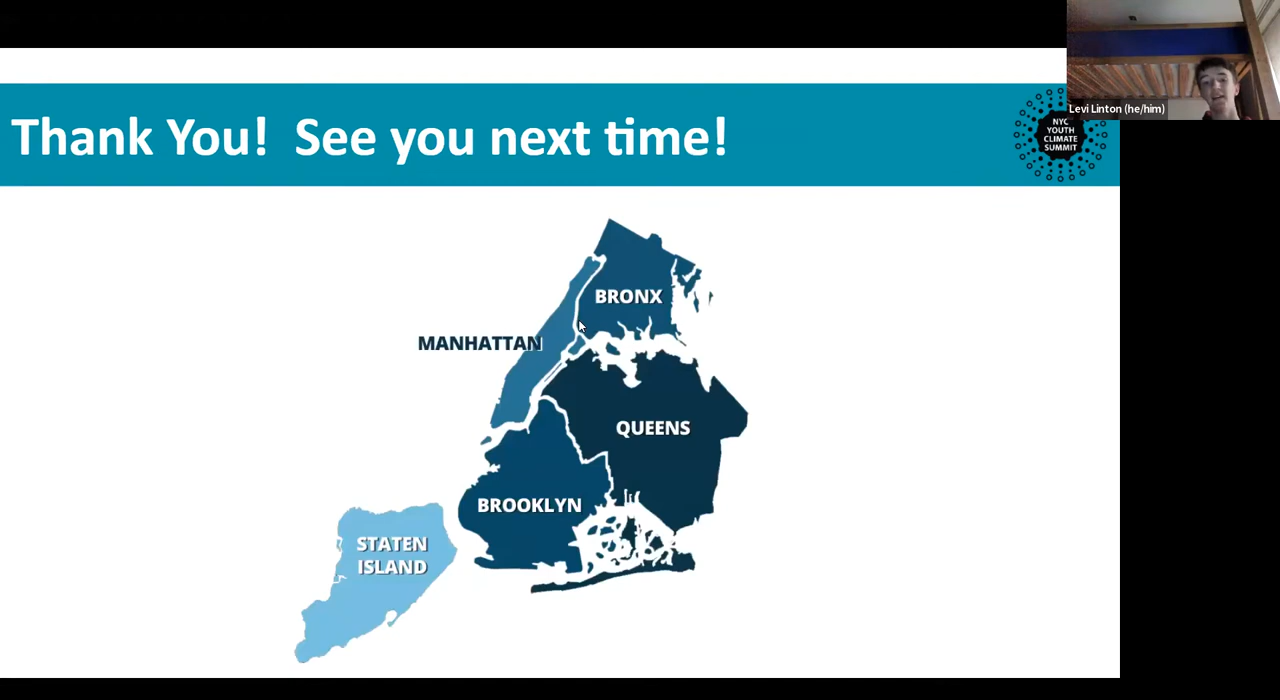 Thank You!  See you next time!
Levi Linton (he/him)
NYC
YOUTH
CLIMATE
SUMMIT
BRONX
MANHATTAN
QUEENS
BROOKLYN
STATEN
ISLAND